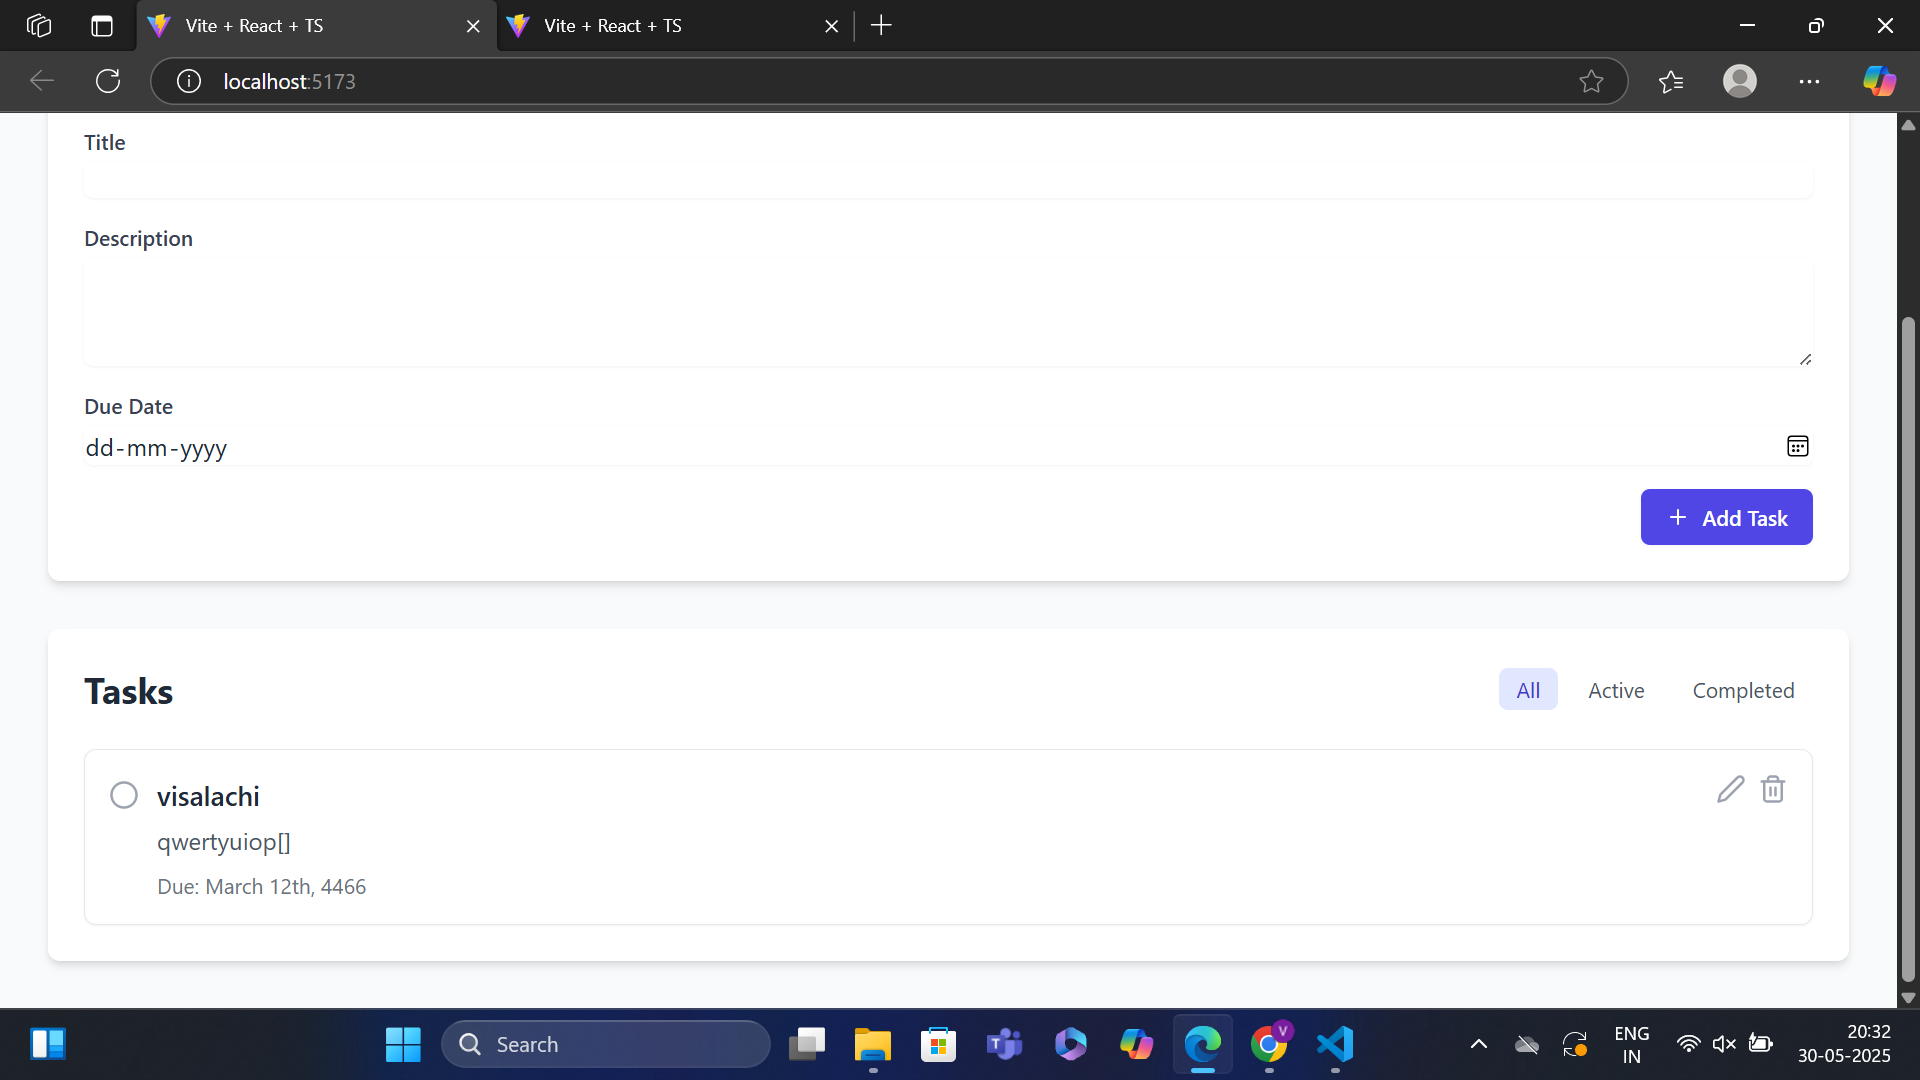 Vite + React + TS
Vite + React + TS
localhost:5173
Title
Description
Due Date
dd-mm-yyyy
+ Add Task
Tasks
All Active Completed
visalachi
qwertyuiop[]
Due: March 12th, 4466
Search
V
ENG
IN
20:32
30-05-2025